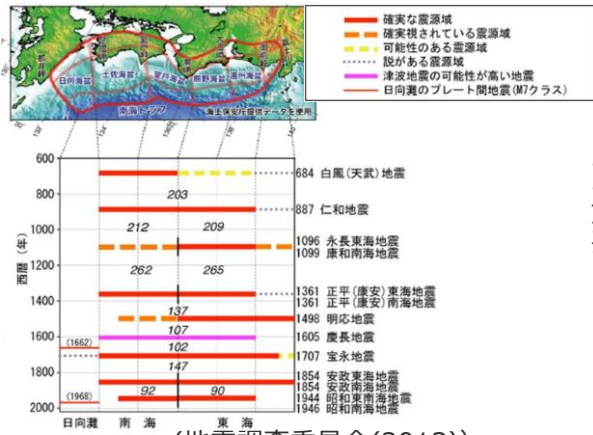 確実な震源域
確実視されている震源域
可能性のある震源域
説がある震源域
津波地震の可能性が高い地震
日向灘のプレート間地震(M7クラス)
日向海盆
土佐海盆
室戸海盆
熊野海盆
遠州海盆
南海トラフ
海上保安庁提供データを使用
西暦(年)
600
800
1000
1200
1400
1600
1800
2000
203
212
209
262
265
137
107
102
147
92
90
(1662)
(1968)
684 白鳳(天武)地震
887 仁和地震
1096 永長東海地震
1099 康和南海地震
1361 正平(康安)東海地震
1361 正平(康安)南海地震
1498 明応地震
1605 慶長地震
1707 宝永地震
1854 安政東海地震
1854 安政南海地震
1944 昭和東南海地震
1946 昭和南海地震
日向灘 南海 東海